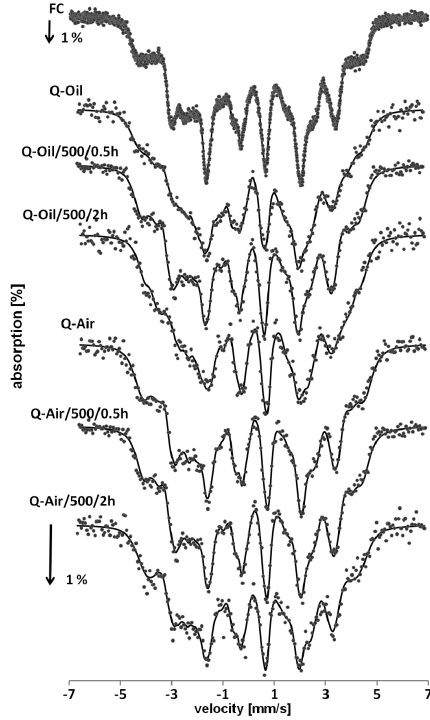 FC
1 %
Q-Oil
Q-Oil/500/0.5h
Q-Oil/500/2h
Q-Air
Q-Air/500/0.5h
Q-Air/500/2h
1 %
absorption [%]
-7 -5 -3 -1 1 3 5 7
velocity [mm/s]